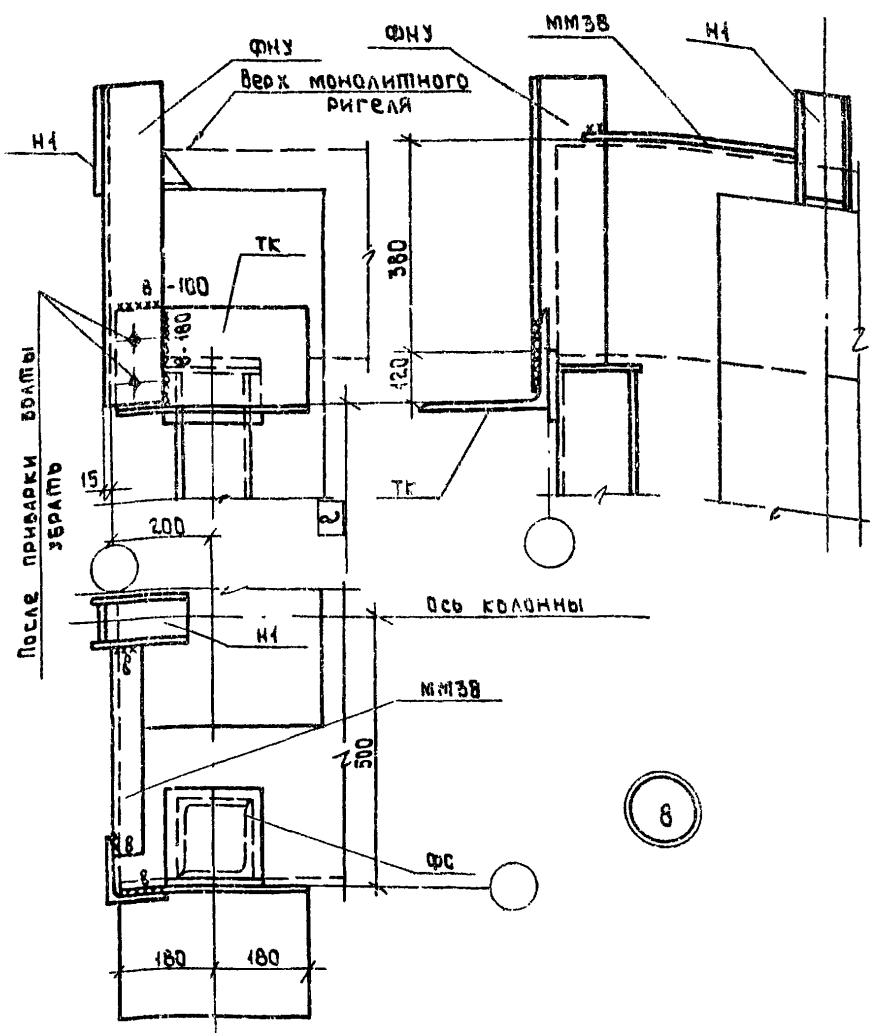 ФНУ
ФНУ
ММ38
Н1
Верх монолитного
ригеля
Н1
ТК
8 -100
8-180
380
120
После приварки болты
убрать
15
200
2
ТК
Ось колонны
Н1
8
ММ38
500
8
8
8
ФС
180
180